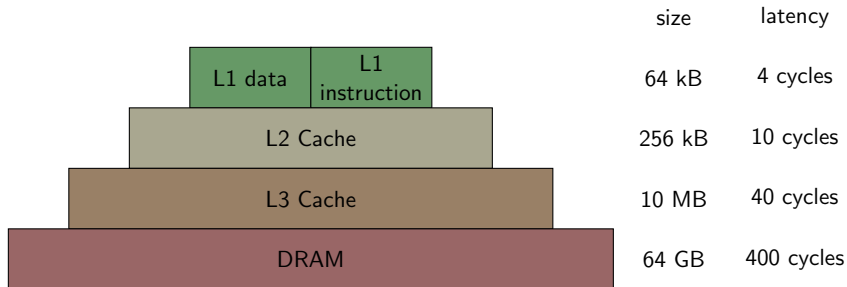 size latency
L1 data L1 instruction 64 kB 4 cycles
L2 Cache 256 kB 10 cycles
L3 Cache 10 MB 40 cycles
DRAM 64 GB 400 cycles